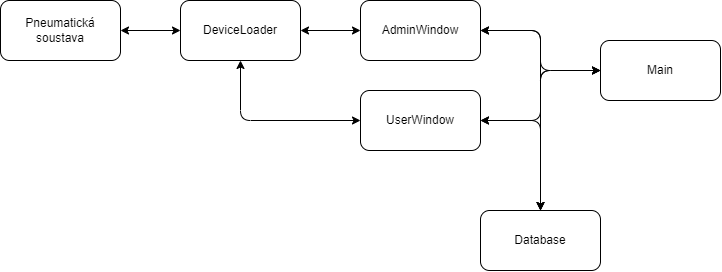 Pneumatická
soustava
DeviceLoader
AdminWindow
Main
UserWindow
Database